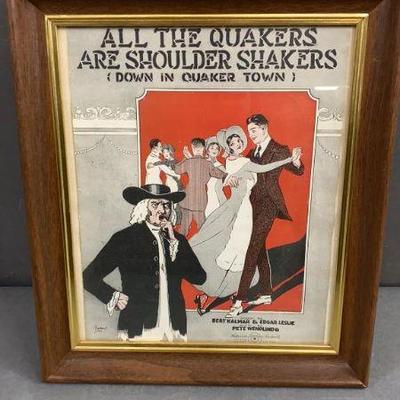 ALL THE QUAKERS
ARE SHOULDER SHAKERS
(DOWN IN QUAKER TOWN)
BERT KALMAR & EDGAR LESLIE
PETE WENDLING